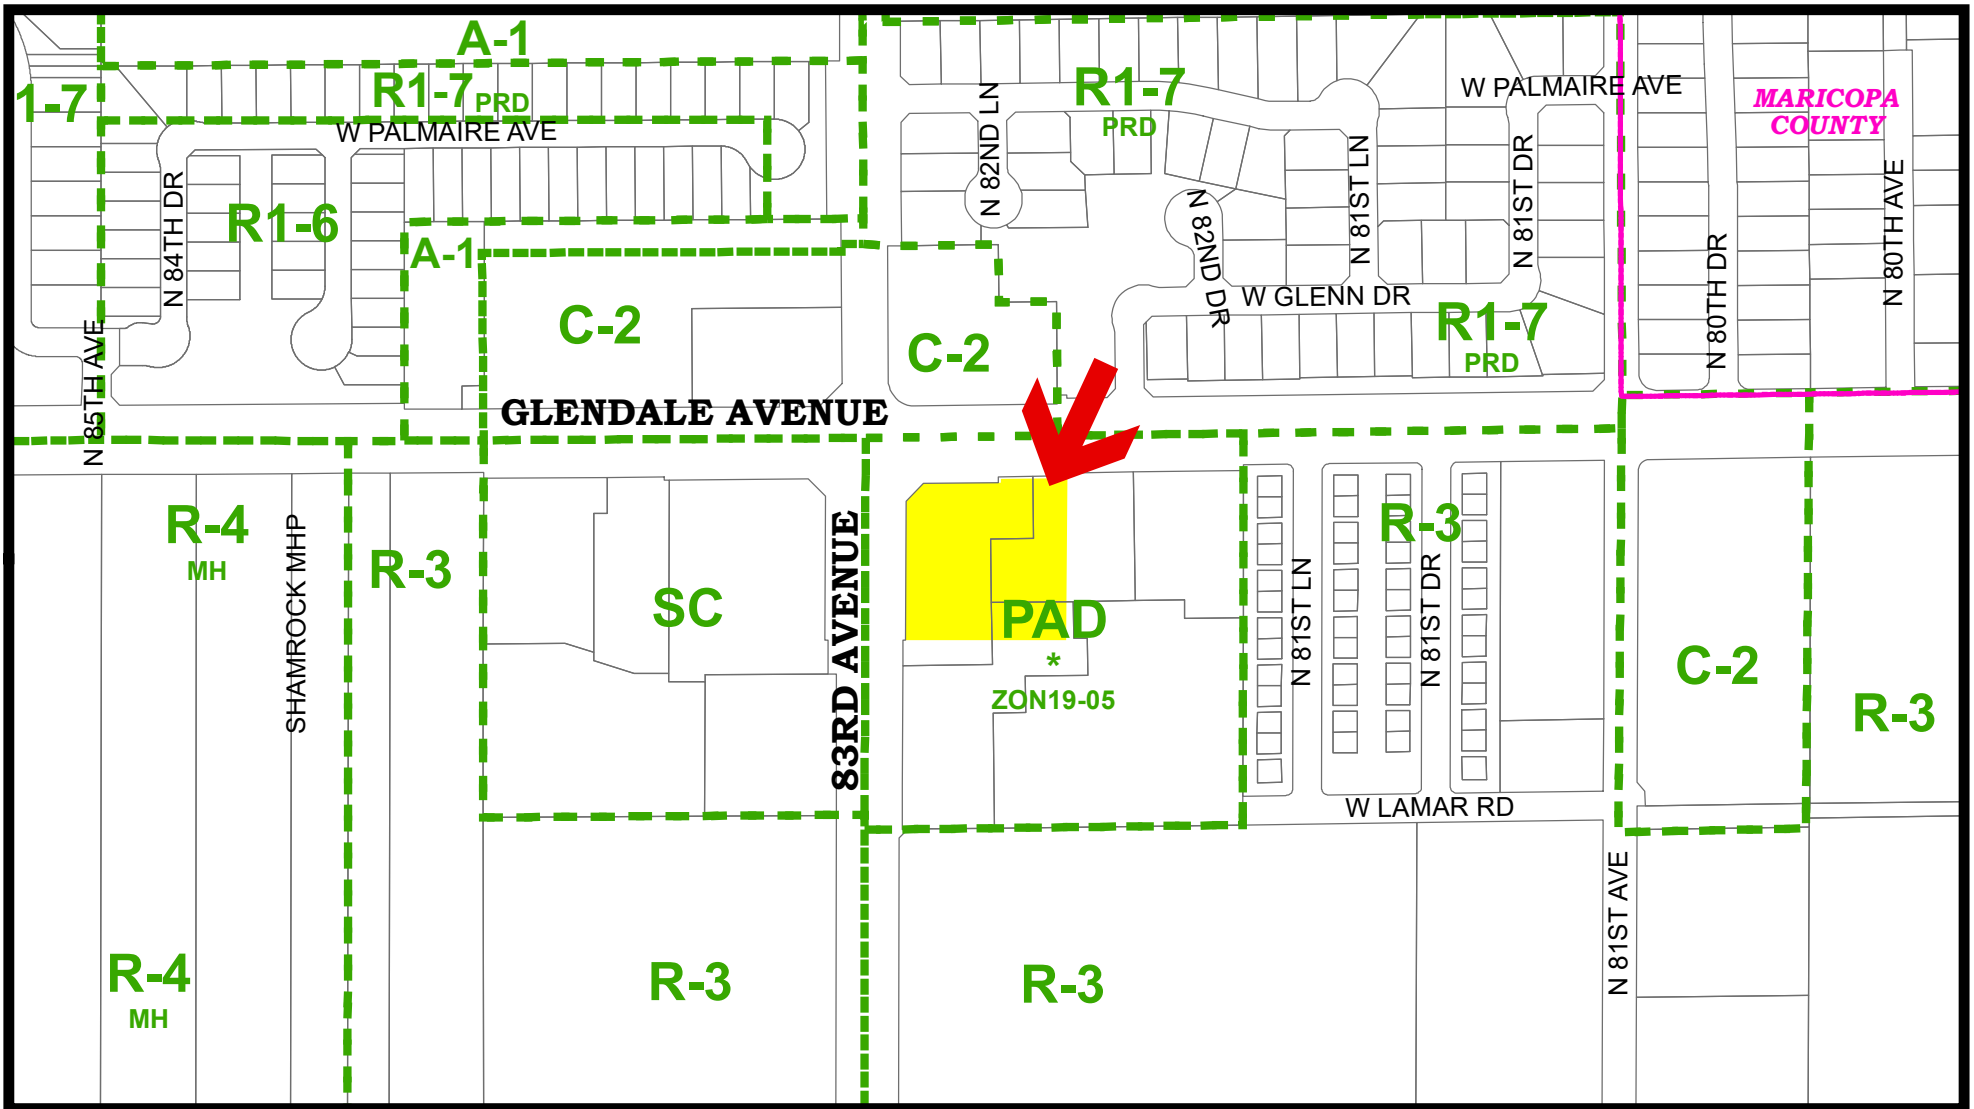 A-1
1-7
R1-7 PRD
W PALMAIRE AVE
N 82ND LN
R1-7
PRD
W PALMAIRE AVE
MARICOPA
COUNTY
N 84TH DR
R1-6
A-1
N 82ND DR
N 81ST LN
N 81ST DR
N 80TH DR
N 80TH AVE
C-2
C-2
W GLENN DR
R1-7
PRD
N 85TH AVE
GLENDALE AVENUE
R-4
MH
SHAMROCK MHP
R-3
SC
83RD AVENUE
PAD
*
ZON19-05
N 81ST LN
R-3
N 81ST DR
C-2
R-3
W LAMAR RD
R-4
MH
R-3
R-3
N 81ST AVE